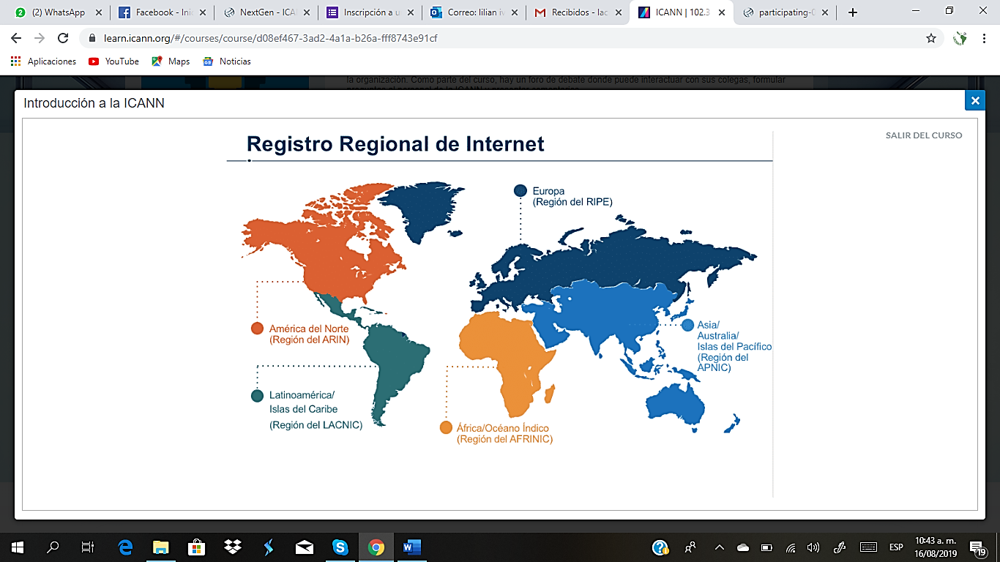 (2) WhatsApp
Facebook - Inic
NextGen - ICA
Inscripción a u
Correo: lilian iv
Recibidos - lac
ICANN | 102.3
participating-0
learn.icann.org/#/courses/course/d08ef467-3ad2-4a1a-b26a-fff8743e91cf
Aplicaciones
YouTube
Maps
Noticias
la organización. Como parte del curso, hay un foro de debate donde puede interactuar con sus colegas, formular
Introducción a la ICANN
SALIR DEL CURSO
Registro Regional de Internet
Europa
(Región del RIPE)
América del Norte
(Región del ARIN)
Asia/
Australia/
Islas del Pacífico
(Región del
APNIC)
Latinoamérica/
Islas del Caribe
(Región del LACNIC)
África/Océano Índico
(Región del AFRINIC)
ESP
10:43 a. m.
16/08/2019
19